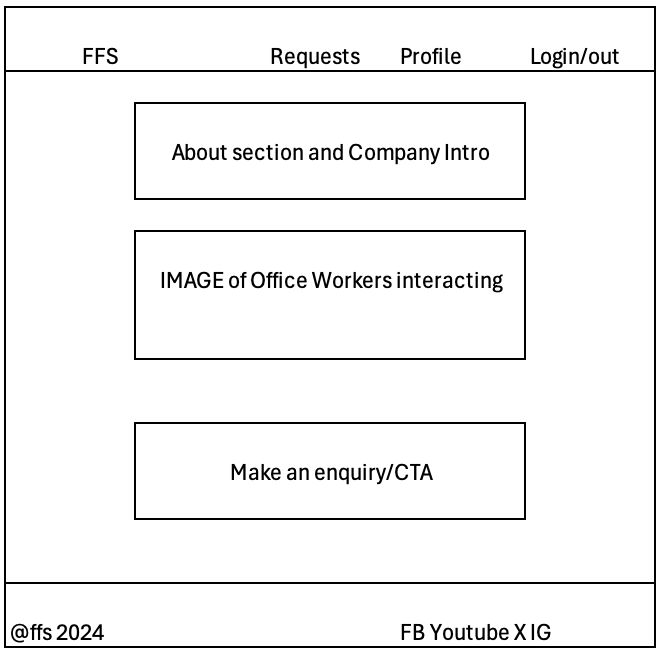 FFS Requests Profile Login/out
About section and Company Intro
IMAGE of Office Workers interacting
Make an enquiry/CTA
@ffs 2024 FB Youtube X IG